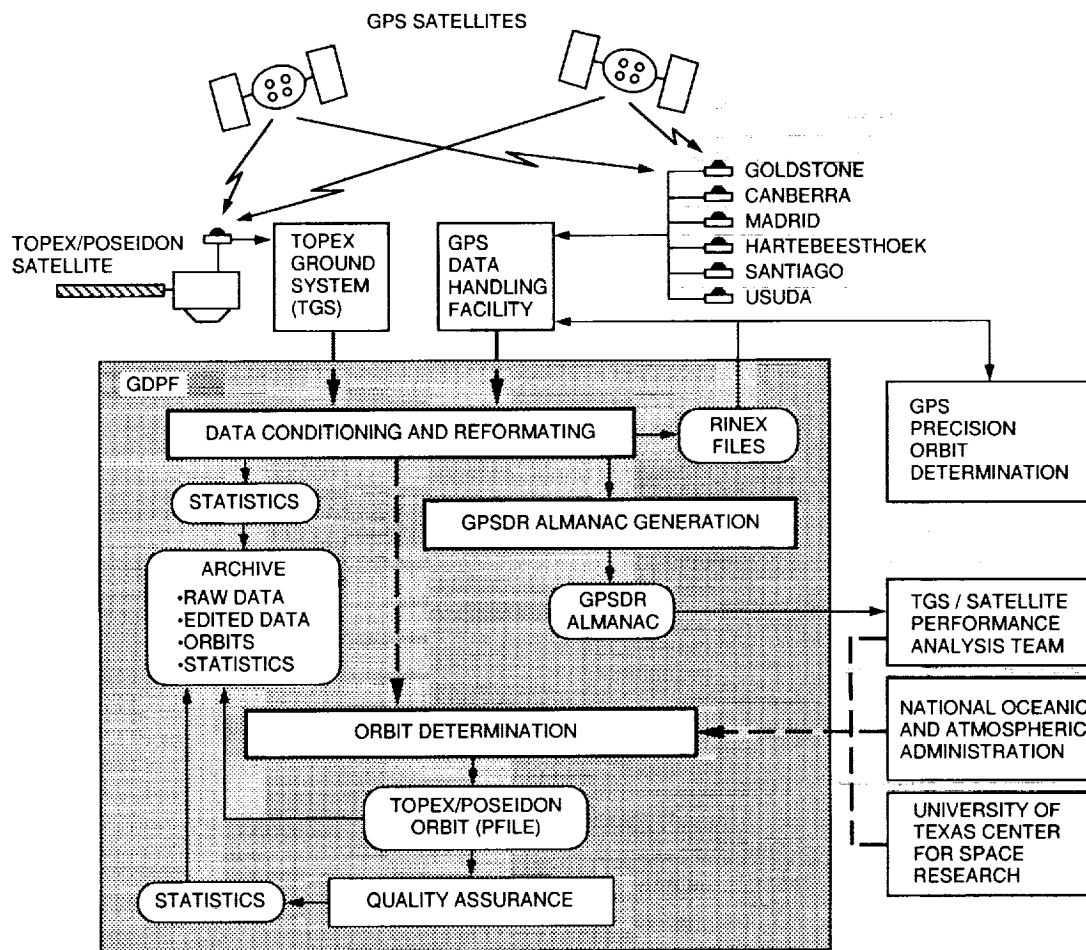 GPS SATELLITES
GOLDSTONE
CANBERRA
MADRID
HARTEBEESTHOEK
SANTIAGO
USUDA
TOPEX/POSEIDON
SATELLITE
TOPEX
GROUND
SYSTEM
(TGS)
GPS
DATA
HANDLING
FACILITY
GDPF
DATA CONDITIONING AND REFORMATING
RINEX
FILES
GPS
PRECISION
ORBIT
DETERMINATION
STATISTICS
GPSDR ALMANAC GENERATION
ARCHIVE
•RAW DATA
•EDITED DATA
•ORBITS
•STATISTICS
GPSDR
ALMANAC
TGS / SATELLITE
PERFORMANCE
ANALYSIS TEAM
ORBIT DETERMINATION
NATIONAL OCEANIC
AND ATMOSPHERIC
ADMINISTRATION
TOPEX/POSEIDON
ORBIT (PFILE)
UNIVERSITY OF
TEXAS CENTER
FOR SPACE
RESEARCH
STATISTICS
QUALITY ASSURANCE